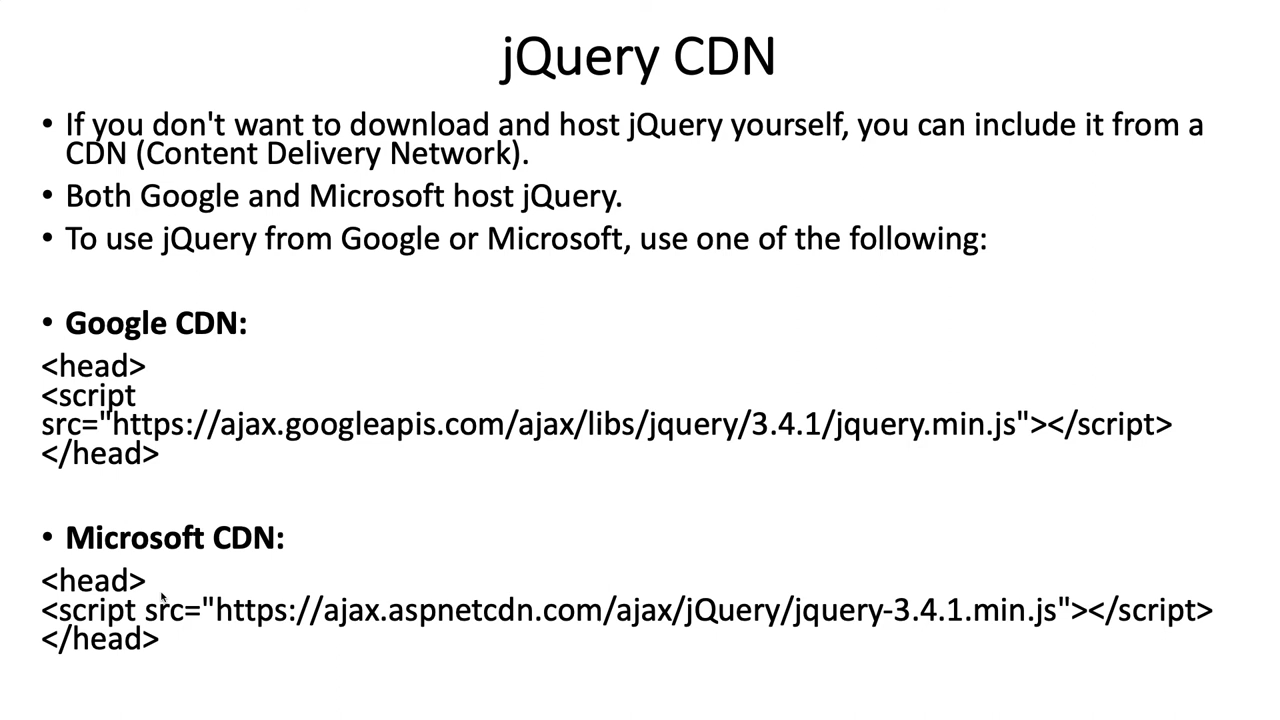 jQuery CDN
• If you don't want to download and host jQuery yourself, you can include it from a
CDN (Content Delivery Network).
• Both Google and Microsoft host jQuery.
• To use jQuery from Google or Microsoft, use one of the following:
• Google CDN:
<head>
<script
src="https://ajax.googleapis.com/ajax/libs/jquery/3.4.1/jquery.min.js"></script>
</head>
• Microsoft CDN:
<head>
<script src="https://ajax.aspnetcdn.com/ajax/jQuery/jquery-3.4.1.min.js"></script>
</head>